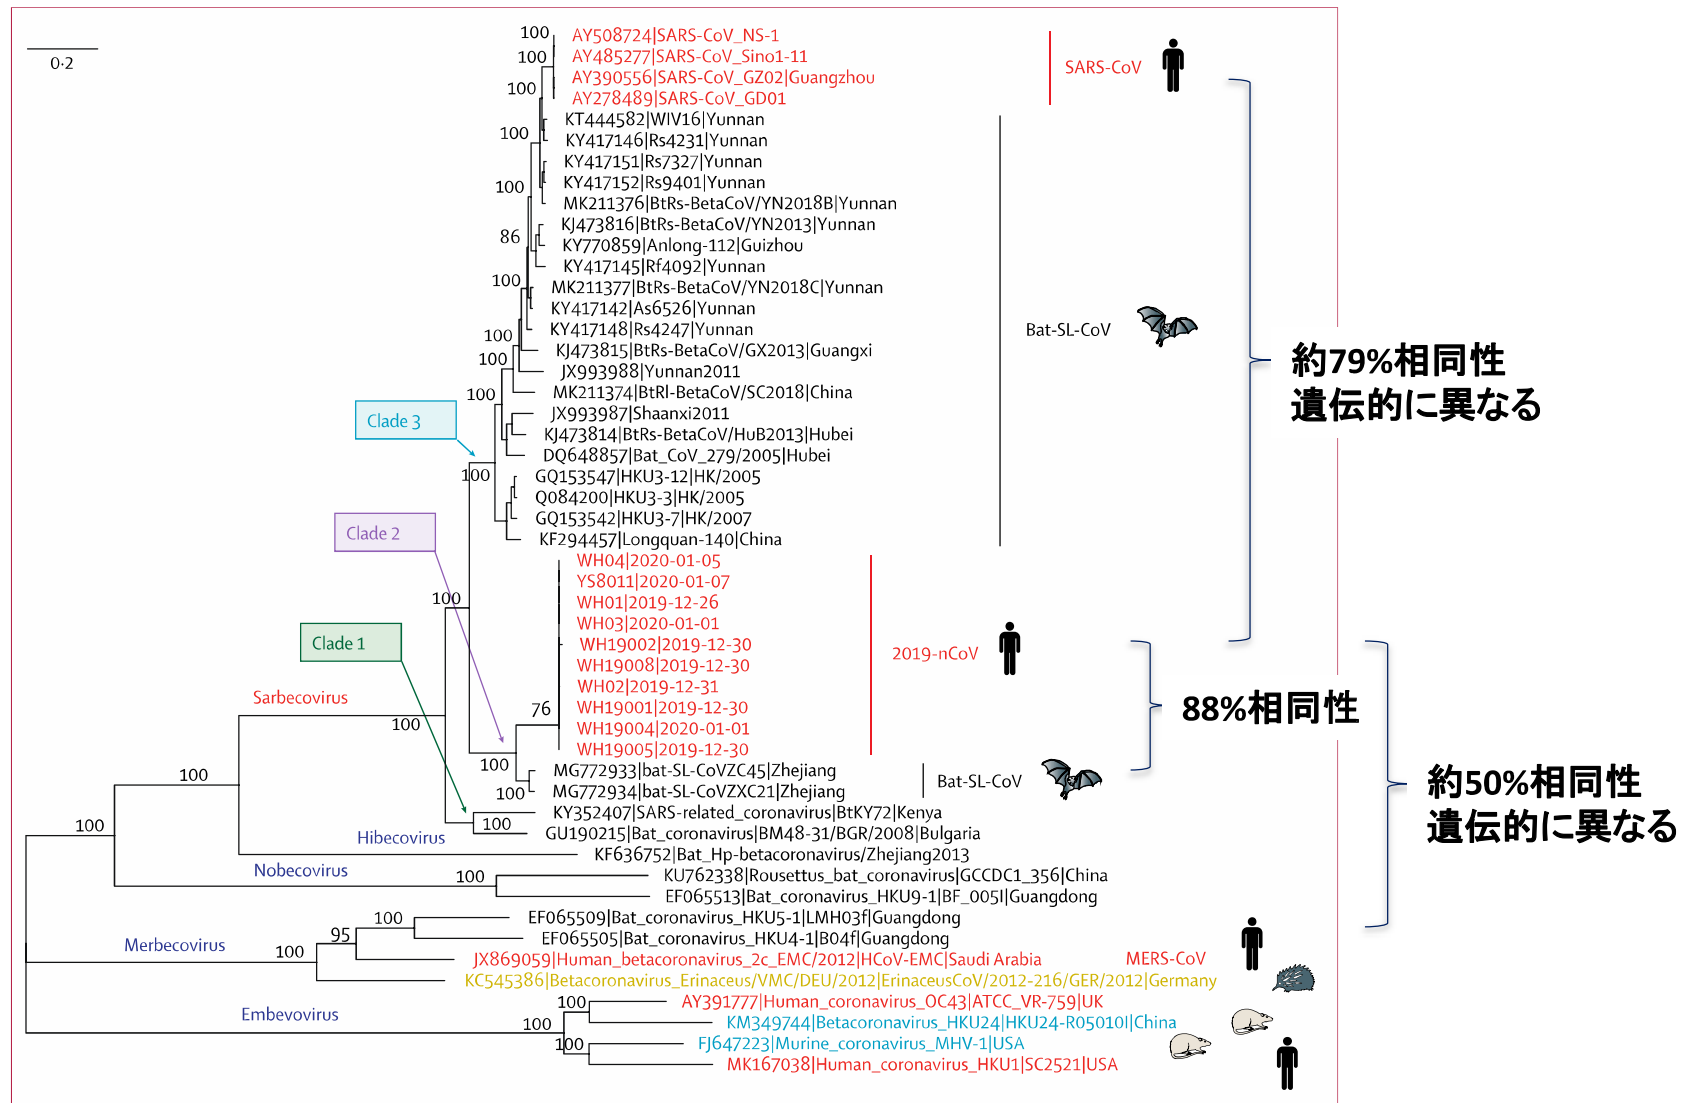 0·2
100
AY508724|SARS-CoV_NS-1
100
AY485277|SARS-CoV_Sino1-11
AY390556|SARS-CoV_GZ02|Guangzhou
100
AY278489|SARS-CoV_GD01
SARS-CoV
KT444582|WIV16|Yunnan
100
KY417146|Rs4231|Yunnan
KY417151|Rs7327|Yunnan
100
KY417152|Rs9401|Yunnan
MK211376|BtRs-BetaCoV/YN2018B|Yunnan
KJ473816|BtRs-BetaCoV/YN2013|Yunnan
86
KY770859|Anlong-112|Guizhou
KY417145|Rf4092|Yunnan
100
MK211377|BtRs-BetaCoV/YN2018C|Yunnan
KY417142|As6526|Yunnan
KY417148|Rs4247|Yunnan
Bat-SL-CoV
100
KJ473815|BtRs-BetaCoV/GX2013|Guangxi
100
JX993988|Yunnan2011
100
MK211374|BtRl-BetaCoV/SC2018|China
約79%相同性
遺伝的に異なる
Clade 3
JX993987|Shaanxi2011
KJ473814|BtRs-BetaCoV/HuB2013|Hubei
DQ648857|Bat_CoV_279/2005|Hubei
100
GQ153547|HKU3-12|HK/2005
Q084200|HKU3-3|HK/2005
GQ153542|HKU3-7|HK/2007
KF294457|Longquan-140|China
Clade 2
WH04|2020-01-05
YS8011|2020-01-07
100
WH01|2019-12-26
WH03|2020-01-01
WH19002|2019-12-30
WH19008|2019-12-30
WH02|2019-12-31
WH19001|2019-12-30
WH19004|2020-01-01
WH19005|2019-12-30
2019-nCoV
Clade 1
Sarbecovirus
76
100
88%相同性
100
MG772933|bat-SL-CoVZC45|Zhejiang
MG772934|bat-SL-CoVZXC21|Zhejiang
Bat-SL-CoV
100
100
KY352407|SARS-related_coronavirus|BtKY72|Kenya
100
GU190215|Bat_coronavirus|BM48-31/BGR/2008|Bulgaria
約50%相同性
遺伝的に異なる
100
Hibecovirus
KF636752|Bat_Hp-betacoronavirus/Zhejiang2013
Nobecovirus
100
KU762338|Rousettus_bat_coronavirus|GCCDC1_356|China
EF065513|Bat_coronavirus_HKU9-1|BF_005I|Guangdong
100
EF065509|Bat_coronavirus_HKU5-1|LMH03f|Guangdong
95
EF065505|Bat_coronavirus_HKU4-1|B04f|Guangdong
Merbecovirus
100
JX869059|Human_betacoronavirus_2c_EMC/2012|HCoV-EMC|Saudi Arabia
MERS-CoV
KC545386|Betacoronavirus_Erinaceus/VMC/DEU/2012|ErinaceusCoV/2012-216/GER/2012|Germany
Embevovirus
100
AY391777|Human_coronavirus_OC43|ATCC_VR-759|UK
100
KM349744|Betacoronavirus_HKU24|HKU24-R05010I|China
100
FJ647223|Murine_coronavirus_MHV-1|USA
MK167038|Human_coronavirus_HKU1|SC2521|USA